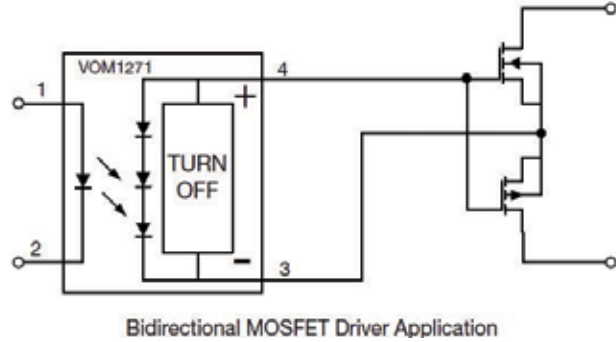 VOM1271
1
4
+
TURN
OFF
2
–
3
Bidirectional MOSFET Driver Application